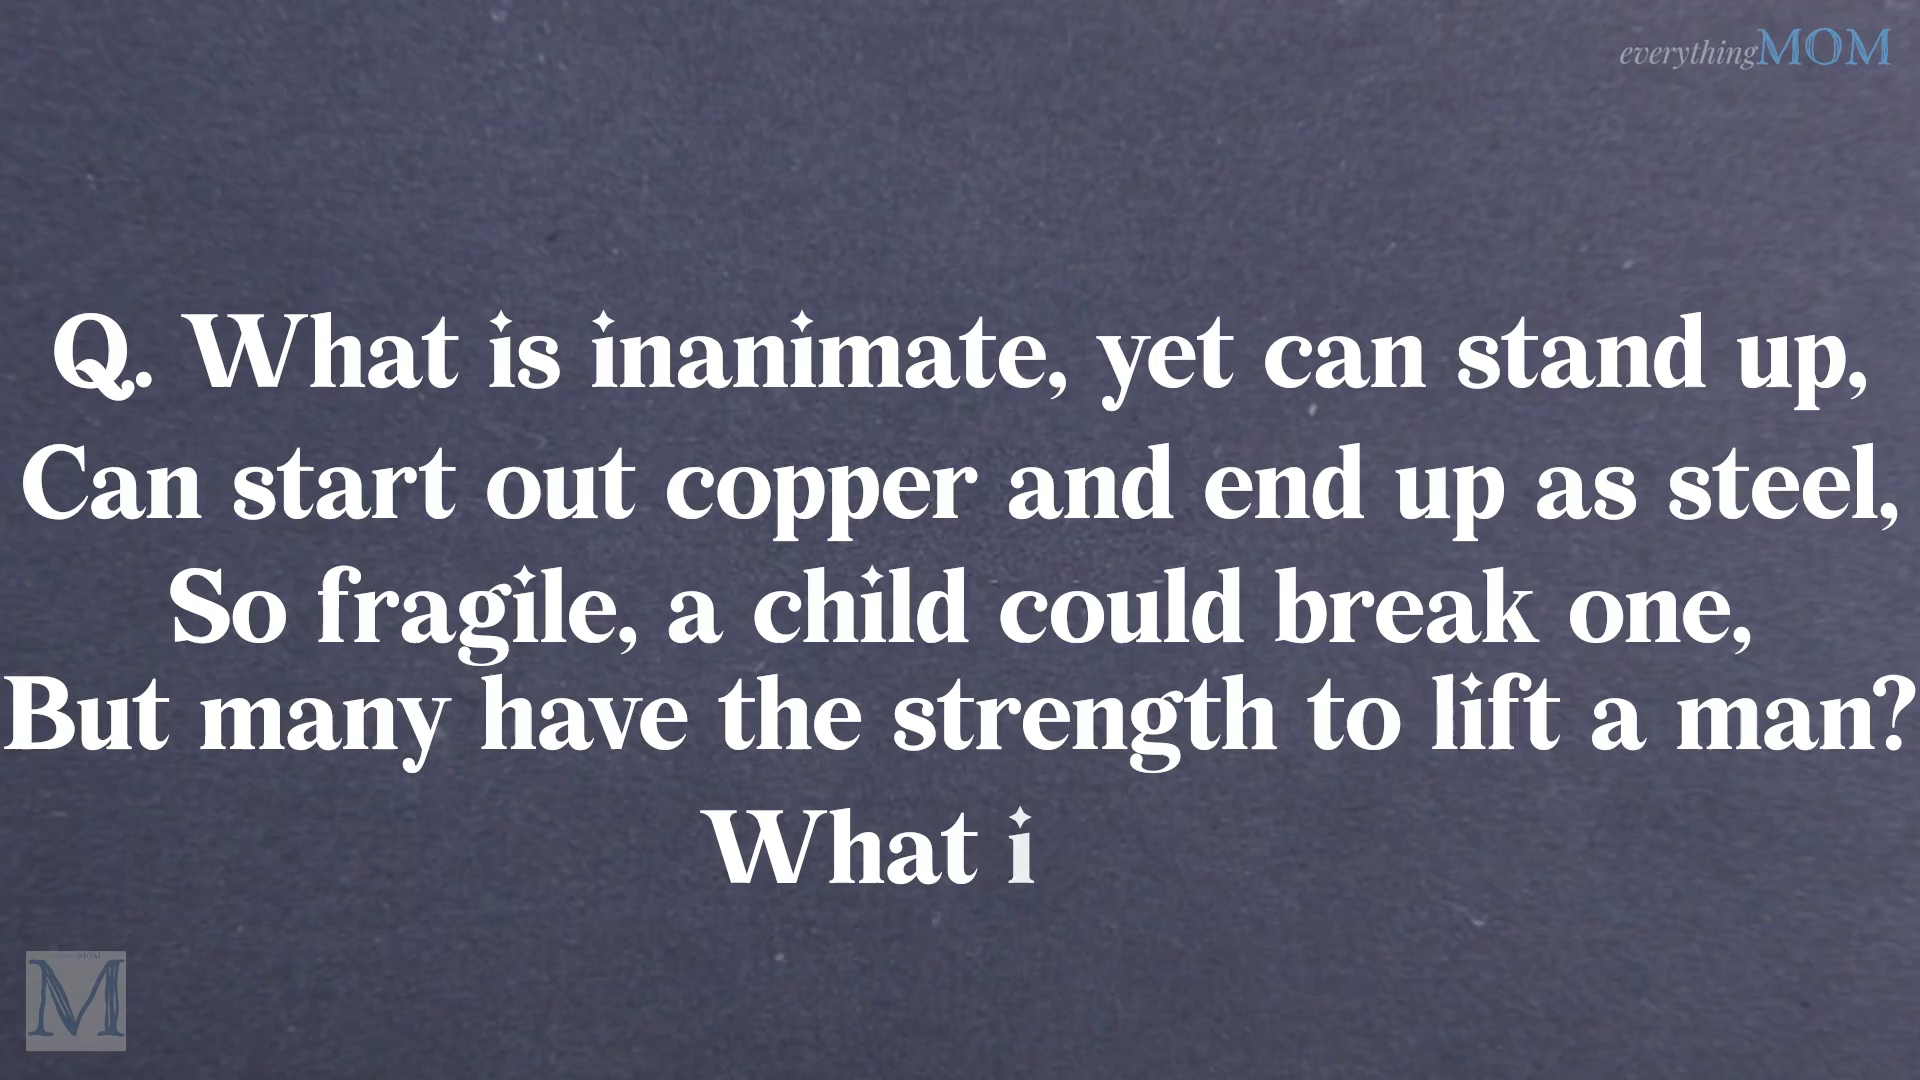 everythingMOM
Q. What is inanimate, yet can stand up,
Can start out copper and end up as steel,
So fragile, a child could break one,
But many have the strength to lift a man?
What i
MOM
M